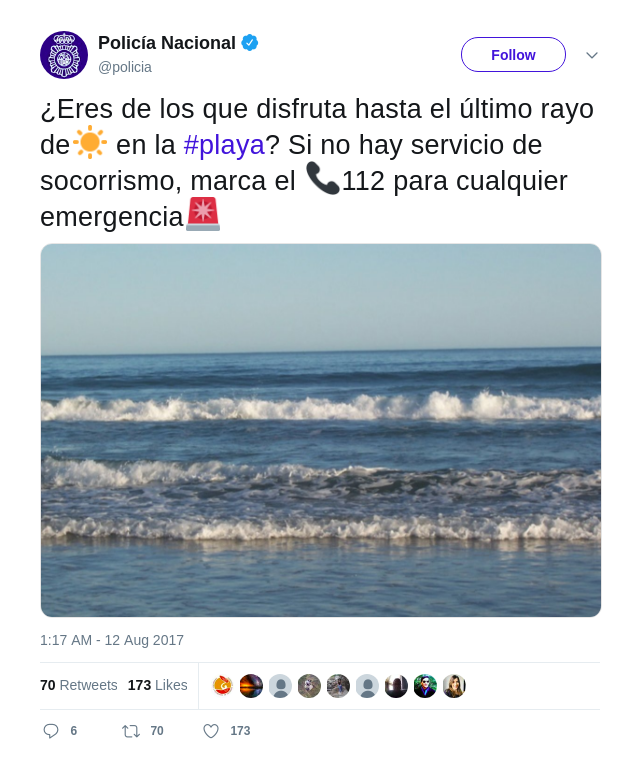 Policía Nacional
@policia
Follow
¿Eres de los que disfruta hasta el último rayo
de☀ en la #playa? Si no hay servicio de
socorrismo, marca el 📞112 para cualquier
emergencia🚨
1:17 AM - 12 Aug 2017
70 Retweets 173 Likes
6 70 173